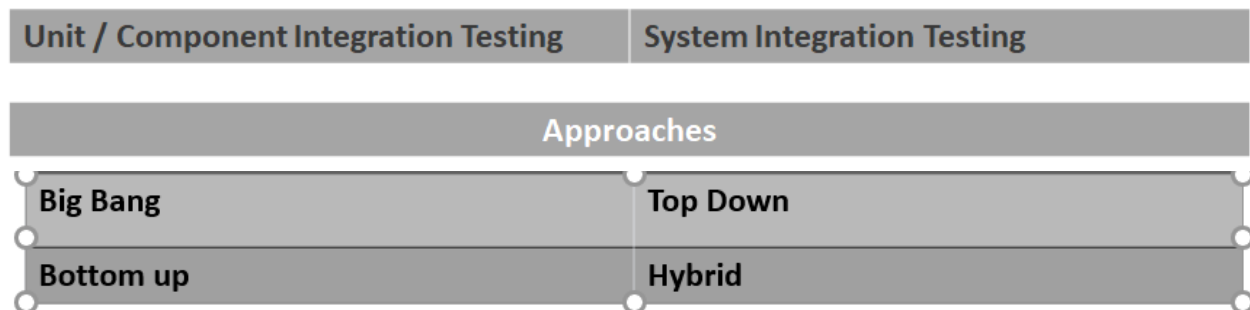 Unit / Component Integration Testing
System Integration Testing
Approaches
Big Bang
Top Down
Bottom up
Hybrid